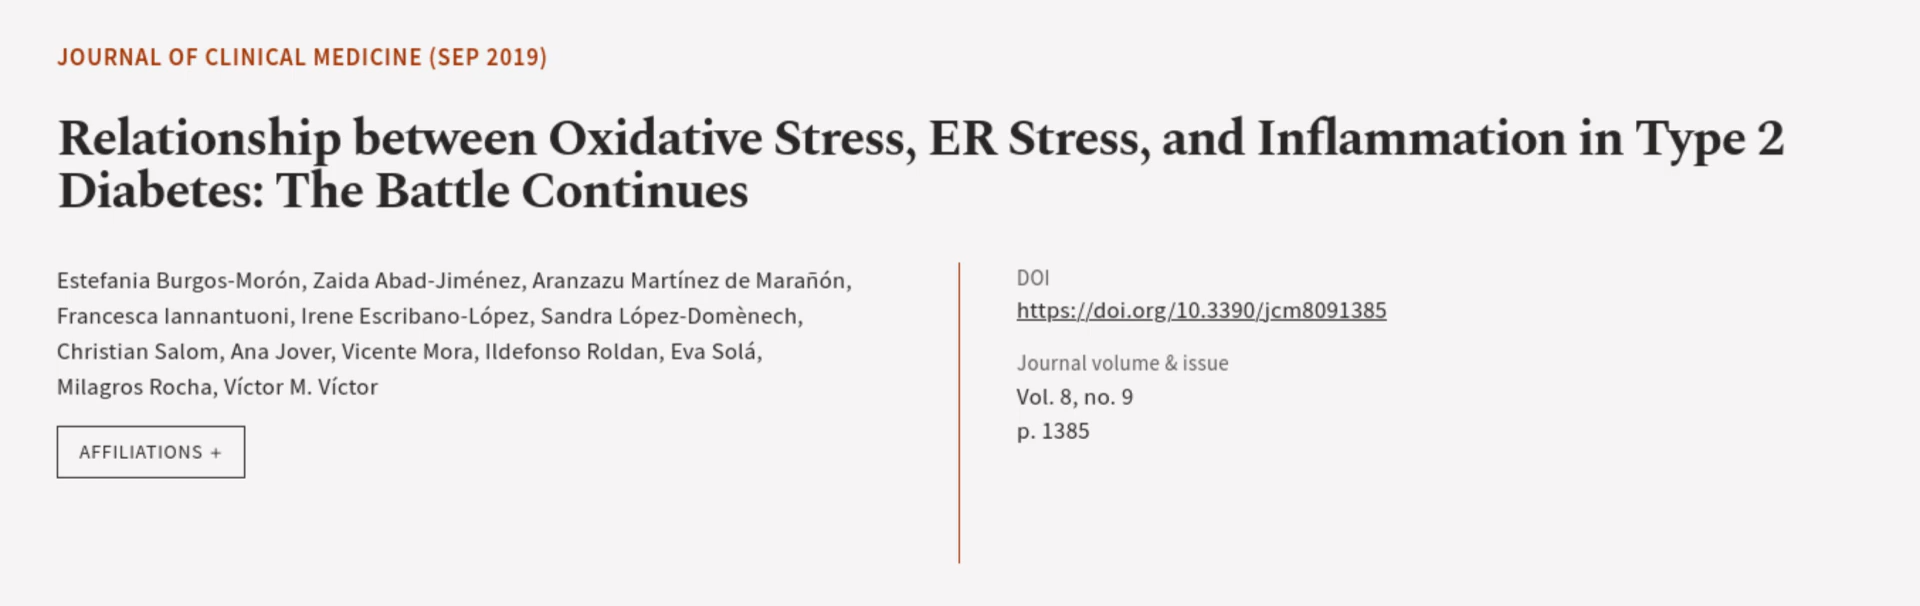 JOURNAL OF CLINICAL MEDICINE (SEP 2019)
Relationship between Oxidative Stress, ER Stress, and Inflammation in Type 2
Diabetes: The Battle Continues
Estefania Burgos-Morón, Zaida Abad-Jiménez, Aranzazu Martínez de Marañón,
Francesca Iannantuoni, Irene Escribano-López, Sandra López-Domènech,
Christian Salom, Ana Jover, Vicente Mora, Ildefonso Roldan, Eva Solá,
Milagros Rocha, Víctor M. Víctor
AFFILIATIONS +
DOI
https://doi.org/10.3390/jcm8091385
Journal volume & issue
Vol. 8, no. 9
p. 1385